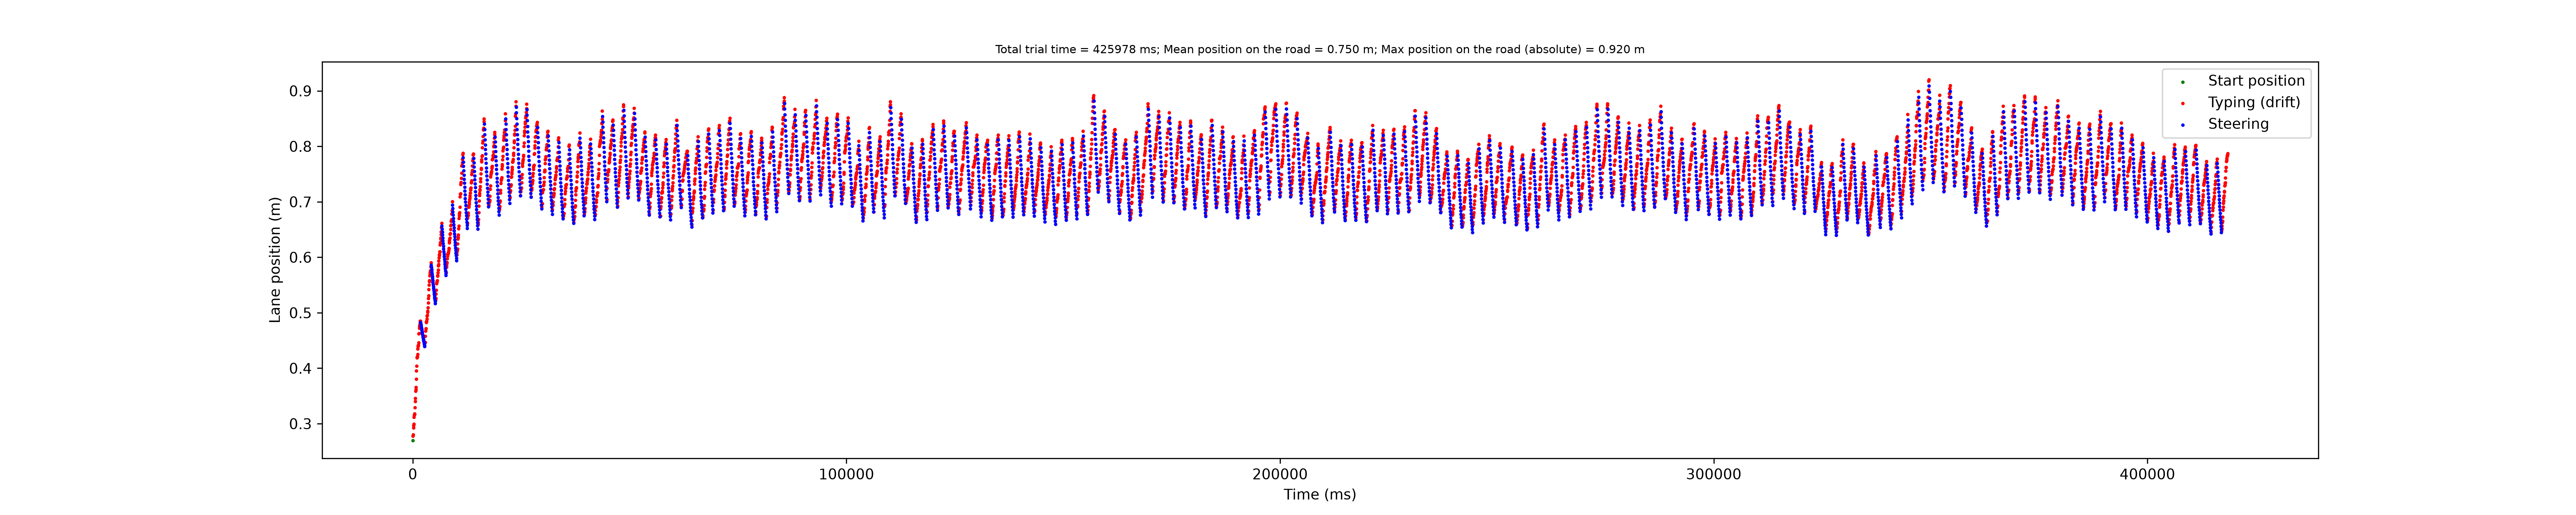 Total trial time = 425978 ms; Mean position on the road = 0.750 m; Max position on the road (absolute) = 0.920 m
Start position
Typing (drift)
Steering
Lane position (m)
0.9
0.8
0.7
0.6
0.5
0.4
0.3
0
100000
200000
300000
400000
Time (ms)